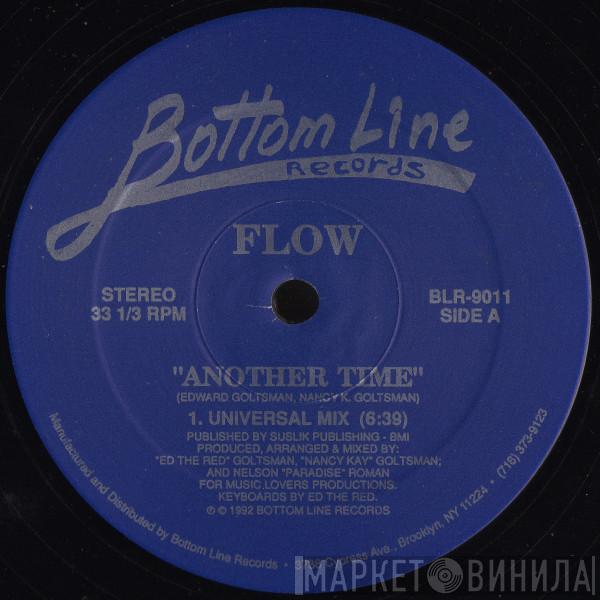 Bottom Line
Records
FLOW
STEREO
33 1/3 RPM
BLR-9011
SIDE A
"ANOTHER TIME"
(EDWARD GOLTSMAN, NANCY K. GOLTSMAN)
1. UNIVERSAL MIX (6:39)
PUBLISHED BY SUSLIK PUBLISHING - BMI
PRODUCED, ARRANGED & MIXED BY:
"ED THE RED" GOLTSMAN, "NANCY KAY" GOLTSMAN;
AND NELSON "PARADISE" ROMAN
FOR MUSIC LOVERS PRODUCTIONS.
KEYBOARDS BY ED THE RED.
Ⓟ © 1992 BOTTOM LINE RECORDS
Manufactured and Distributed by Bottom Line Records • 3738 Cypress Ave., Brooklyn, NY 11224 • (718) 373-9123
МАРКЕТ ВИНИЛА